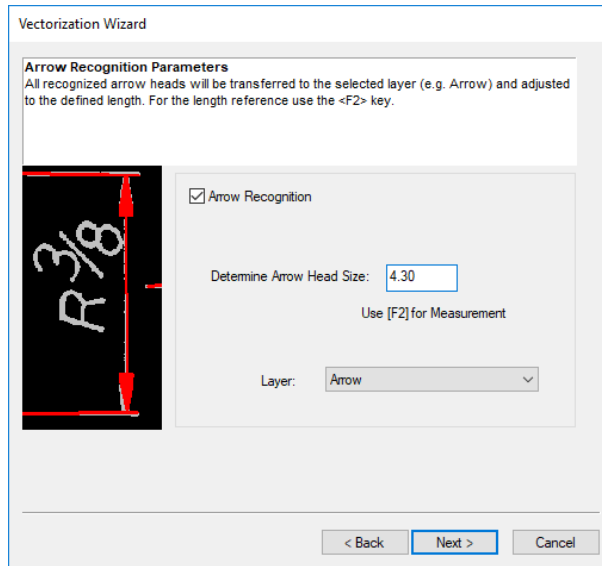 Vectorization Wizard
Arrow Recognition Parameters
All recognized arrow heads will be transferred to the selected layer (e.g. Arrow) and adjusted
to the defined length. For the length reference use the <F2> key.
R 3/8
Arrow Recognition
Determine Arrow Head Size: 4.30
Use [F2] for Measurement
Layer: Arrow
< Back Next > Cancel